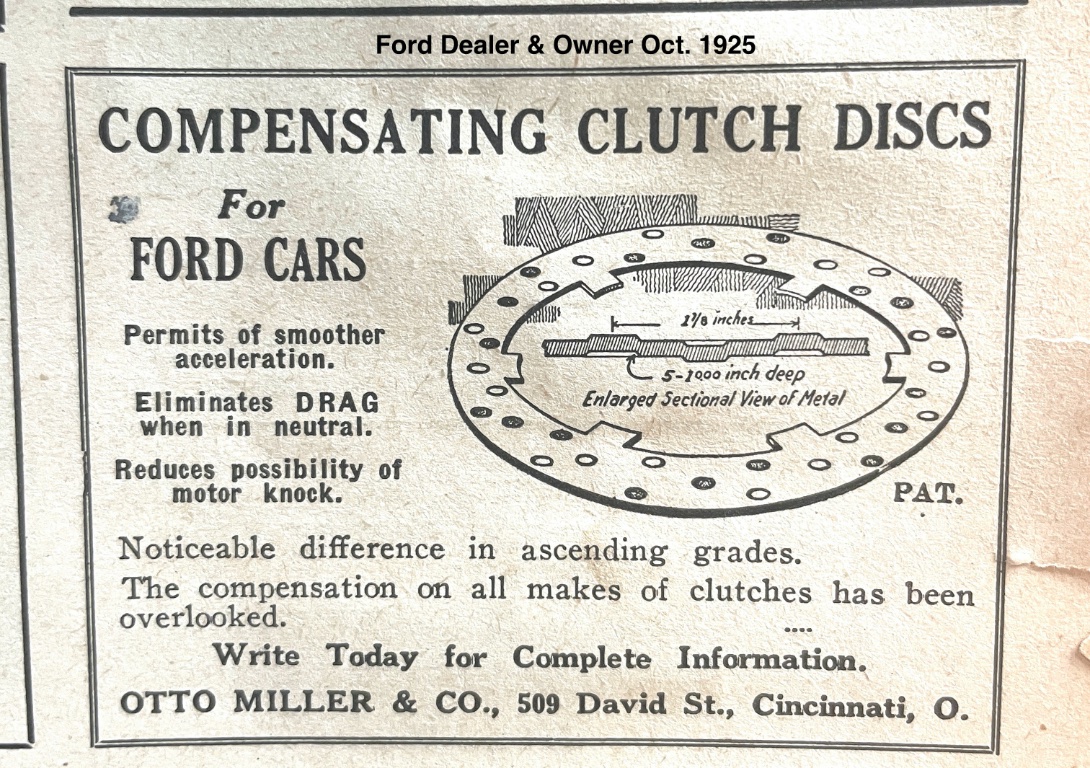 Ford Dealer & Owner Oct. 1925
COMPENSATING CLUTCH DISCS
For
FORD CARS
Permits of smoother
acceleration.
Eliminates DRAG
when in neutral.
Reduces possibility of
motor knock.
1 1/8 inches
5-1000 inch deep
Enlarged Sectional View of Metal
PAT.
Noticeable difference in ascending grades.
The compensation on all makes of clutches has been
overlooked.
Write Today for Complete Information.
OTTO MILLER & CO., 509 David St., Cincinnati, O.